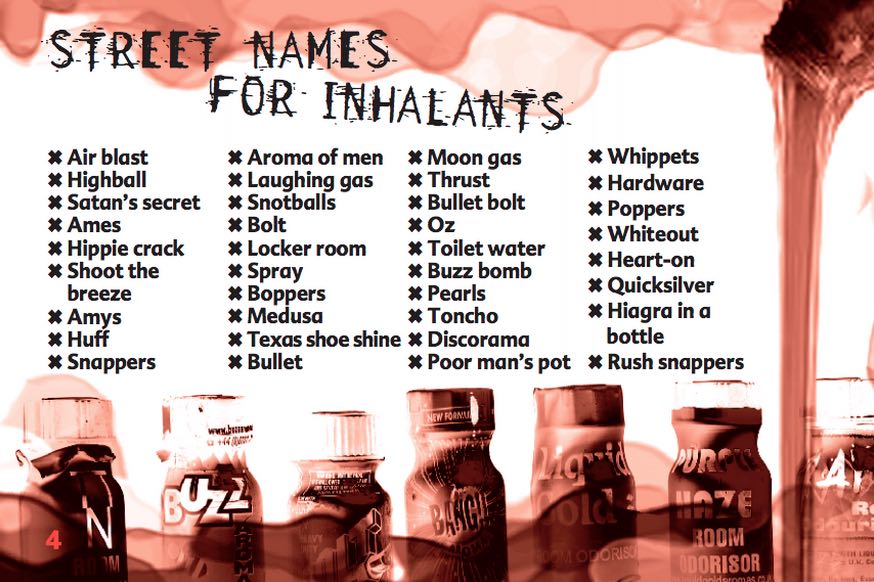 STREET NAMES
FOR INHALANTS
✖ Air blast
✖ Highball
✖ Satan’s secret
✖ Ames
✖ Hippie crack
✖ Shoot the
breeze
✖ Amys
✖ Huff
✖ Snappers
✖ Aroma of men
✖ Laughing gas
✖ Snotballs
✖ Bolt
✖ Locker room
✖ Spray
✖ Boppers
✖ Medusa
✖ Texas shoe shine
✖ Bullet
✖ Moon gas
✖ Thrust
✖ Bullet bolt
✖ Oz
✖ Toilet water
✖ Buzz bomb
✖ Pearls
✖ Toncho
✖ Discorama
✖ Poor man’s pot
✖ Whippets
✖ Hardware
✖ Poppers
✖ Whiteout
✖ Heart-on
✖ Quicksilver
✖ Hiagra in a
bottle
✖ Rush snappers
N
BUZZ
NEW FORMULA
BANG!
Liquid
Gold
ROOM ODORISOR
PURPLE
HAZE
ROOM
ODORISOR
4